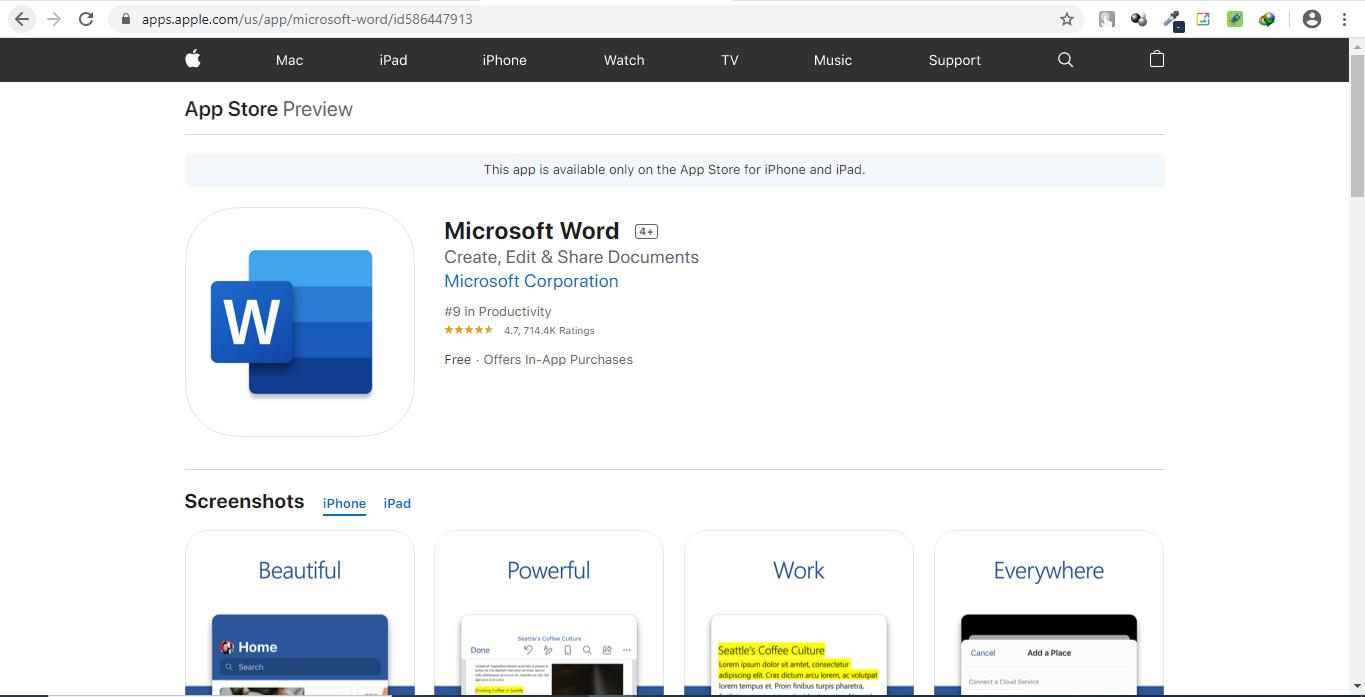 apps.apple.com/us/app/microsoft-word/id586447913
Mac iPad iPhone Watch TV Music Support
App Store Preview
This app is available only on the App Store for iPhone and iPad.
W
Microsoft Word 4+
Create, Edit & Share Documents
Microsoft Corporation
#9 in Productivity
4.7, 714.4K Ratings
Free · Offers In-App Purchases
Screenshots iPhone iPad
Beautiful
Home
Search
Powerful
Seattle's Coffee Culture
Done
Drinking Coffee in Seattle
Work
Seattle's Coffee Culture
Lorem ipsum dolor sit amtet, consectetur
adipiscing elit. Cras dictum arcu lorem, ac volutpat
lorem tempus et. Proin finibus turpis pharetra,
Everywhere
Cancel Add a Place
Connect a Cloud Service